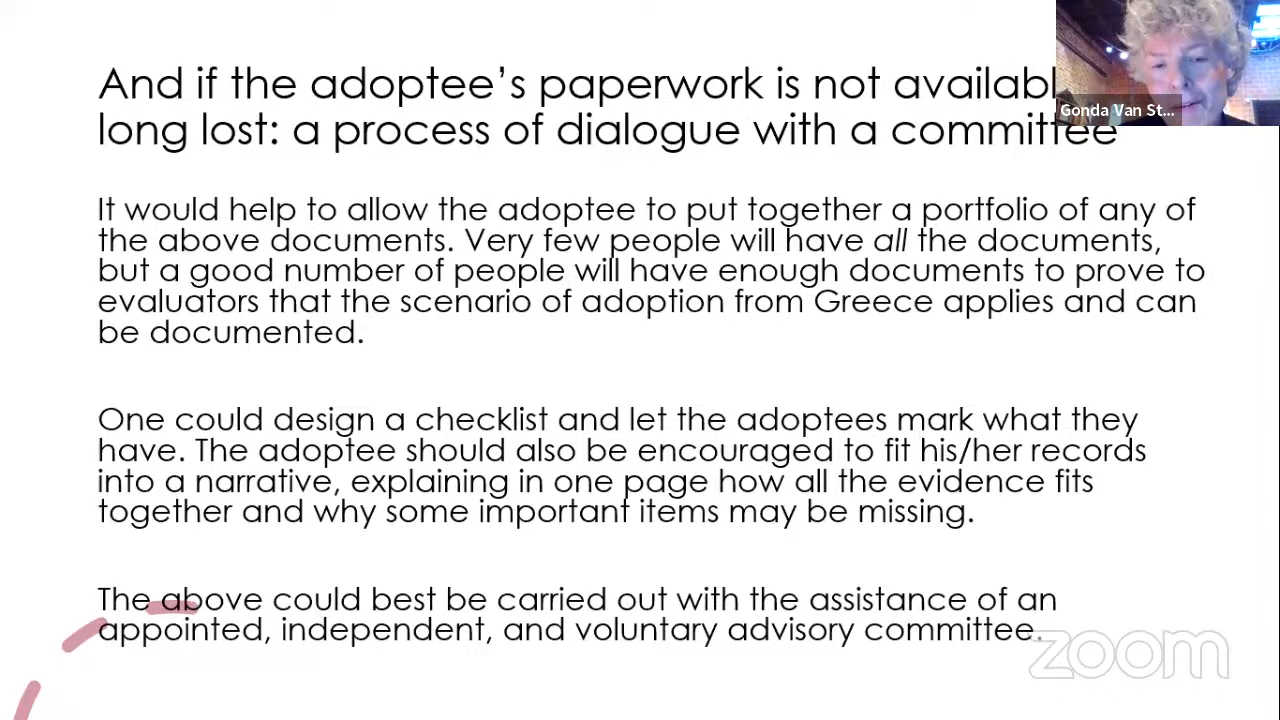 And if the adoptee's paperwork is not availabl
long lost: a process of dialogue with a committee
Gonda Van St...
It would help to allow the adoptee to put together a portfolio of any of
the above documents. Very few people will have all the documents,
but a good number of people will have enough documents to prove to
evaluators that the scenario of adoption from Greece applies and can
be documented.
One could design a checklist and let the adoptees mark what they
have. The adoptee should also be encouraged to fit his/her records
into a narrative, explaining in one page how all the evidence fits
together and why some important items may be missing.
The above could best be carried out with the assistance of an
appointed, independent, and voluntary advisory committee.
zoom